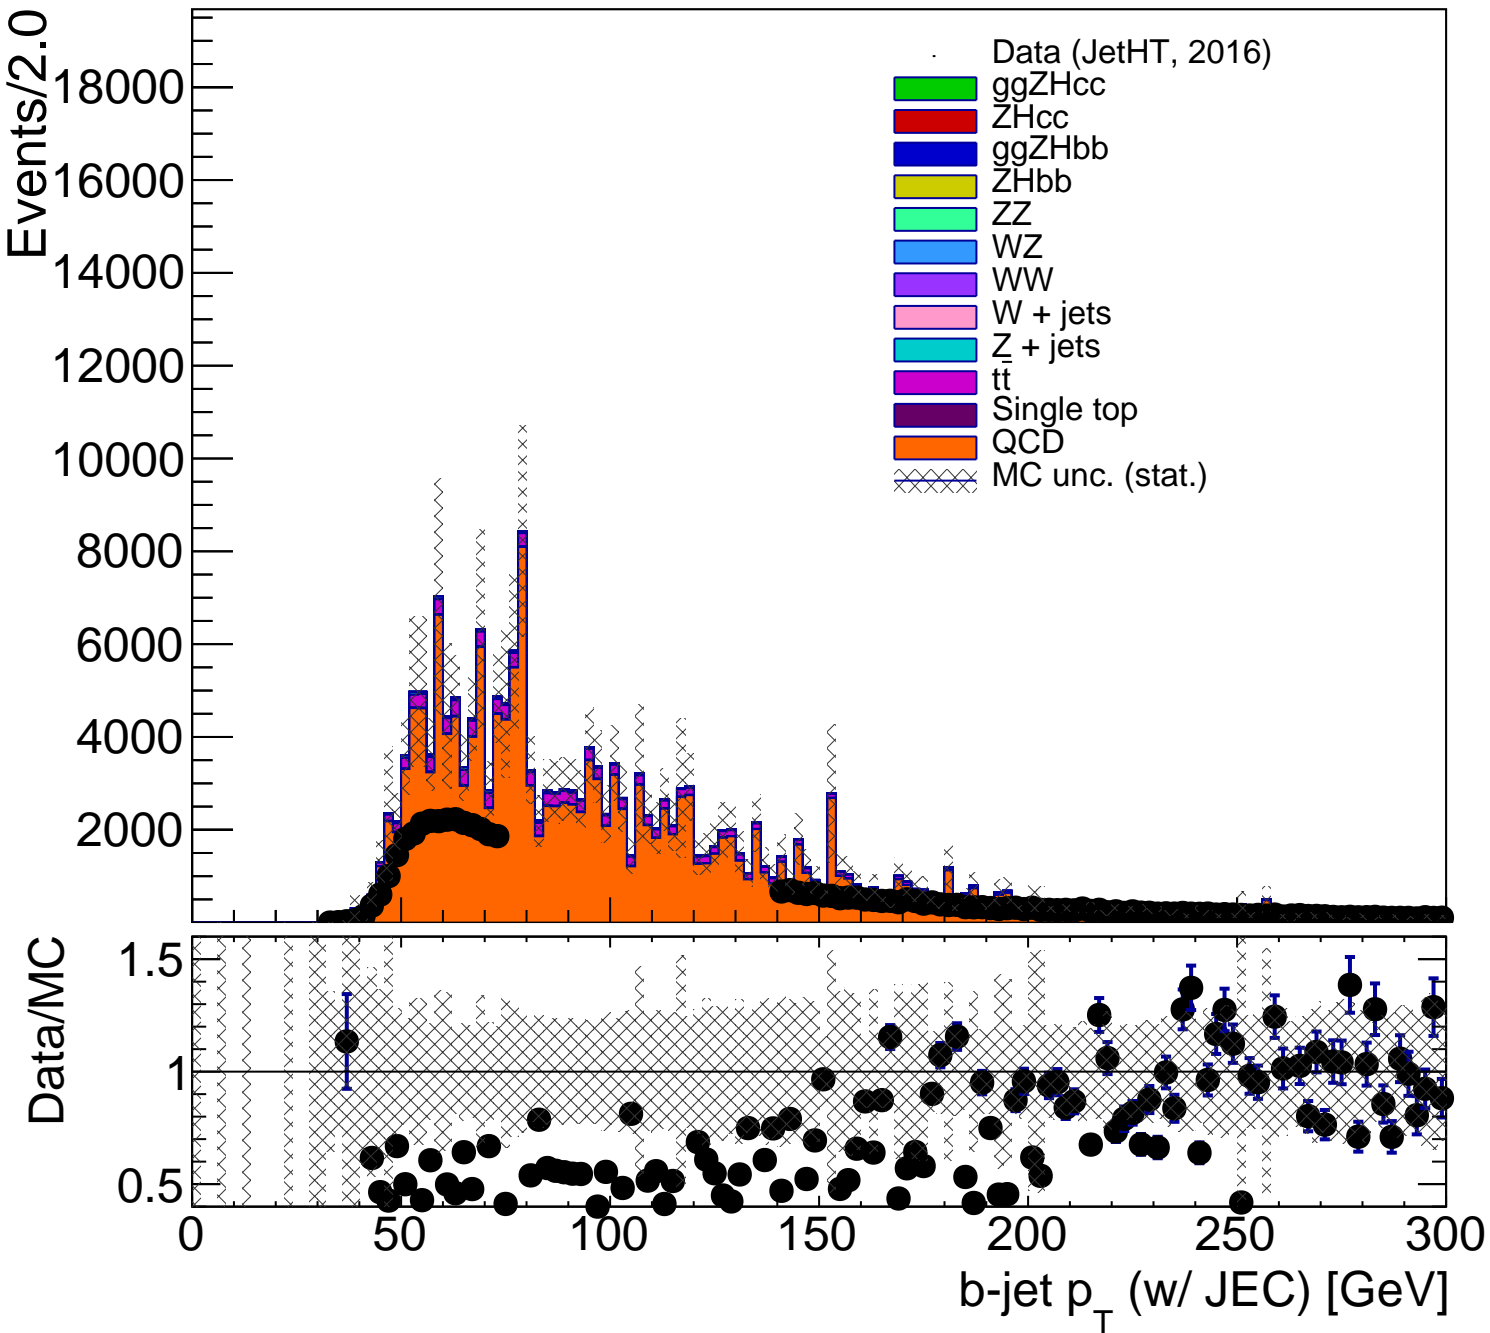 Events/2.0
18000
16000
14000
12000
10000
8000
6000
4000
2000
Data (JetHT, 2016)
ggZHcc
ZHcc
ggZHbb
ZHbb
ZZ
WZ
WW
W + jets
Z + jets
tt̄
Single top
QCD
MC unc. (stat.)
Data/MC
1.5
1
0.5
0 50 100 150 200 250 300
b-jet p_T (w/ JEC) [GeV]